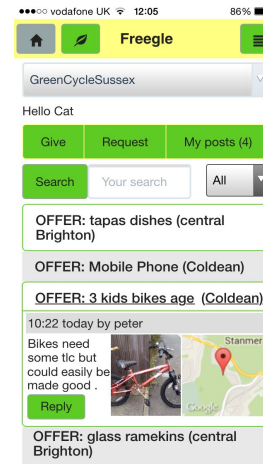 ●●●○○ vodafone UK 12:05 86%
Freegle
GreenCycleSussex
Hello Cat
Give Request My posts (4)
Search Your search All
OFFER: tapas dishes (central
Brighton)
OFFER: Mobile Phone (Coldean)
OFFER: 3 kids bikes age (Coldean)
10:22 today by peter
Bikes need
some tlc but
could easily be
made good .
Stanmer
Google
Reply
OFFER: glass ramekins (central
Brighton)